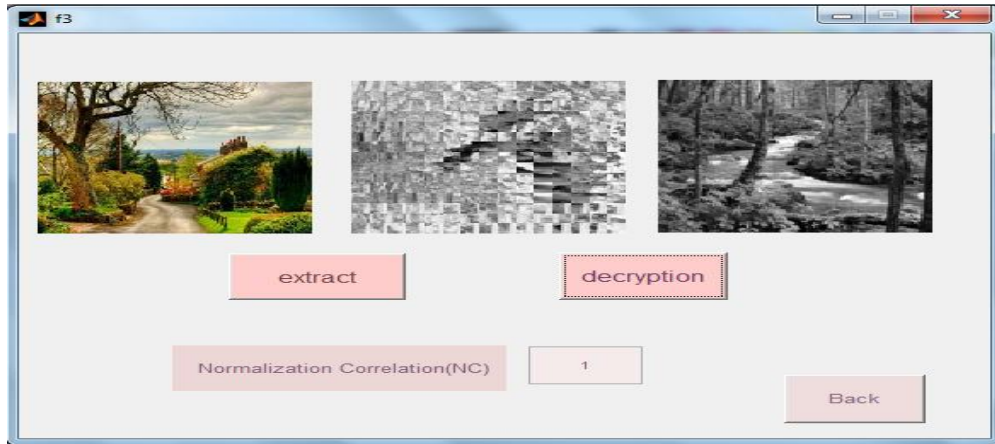 f3
extract
decryption
Normalization Correlation(NC)
1
Back